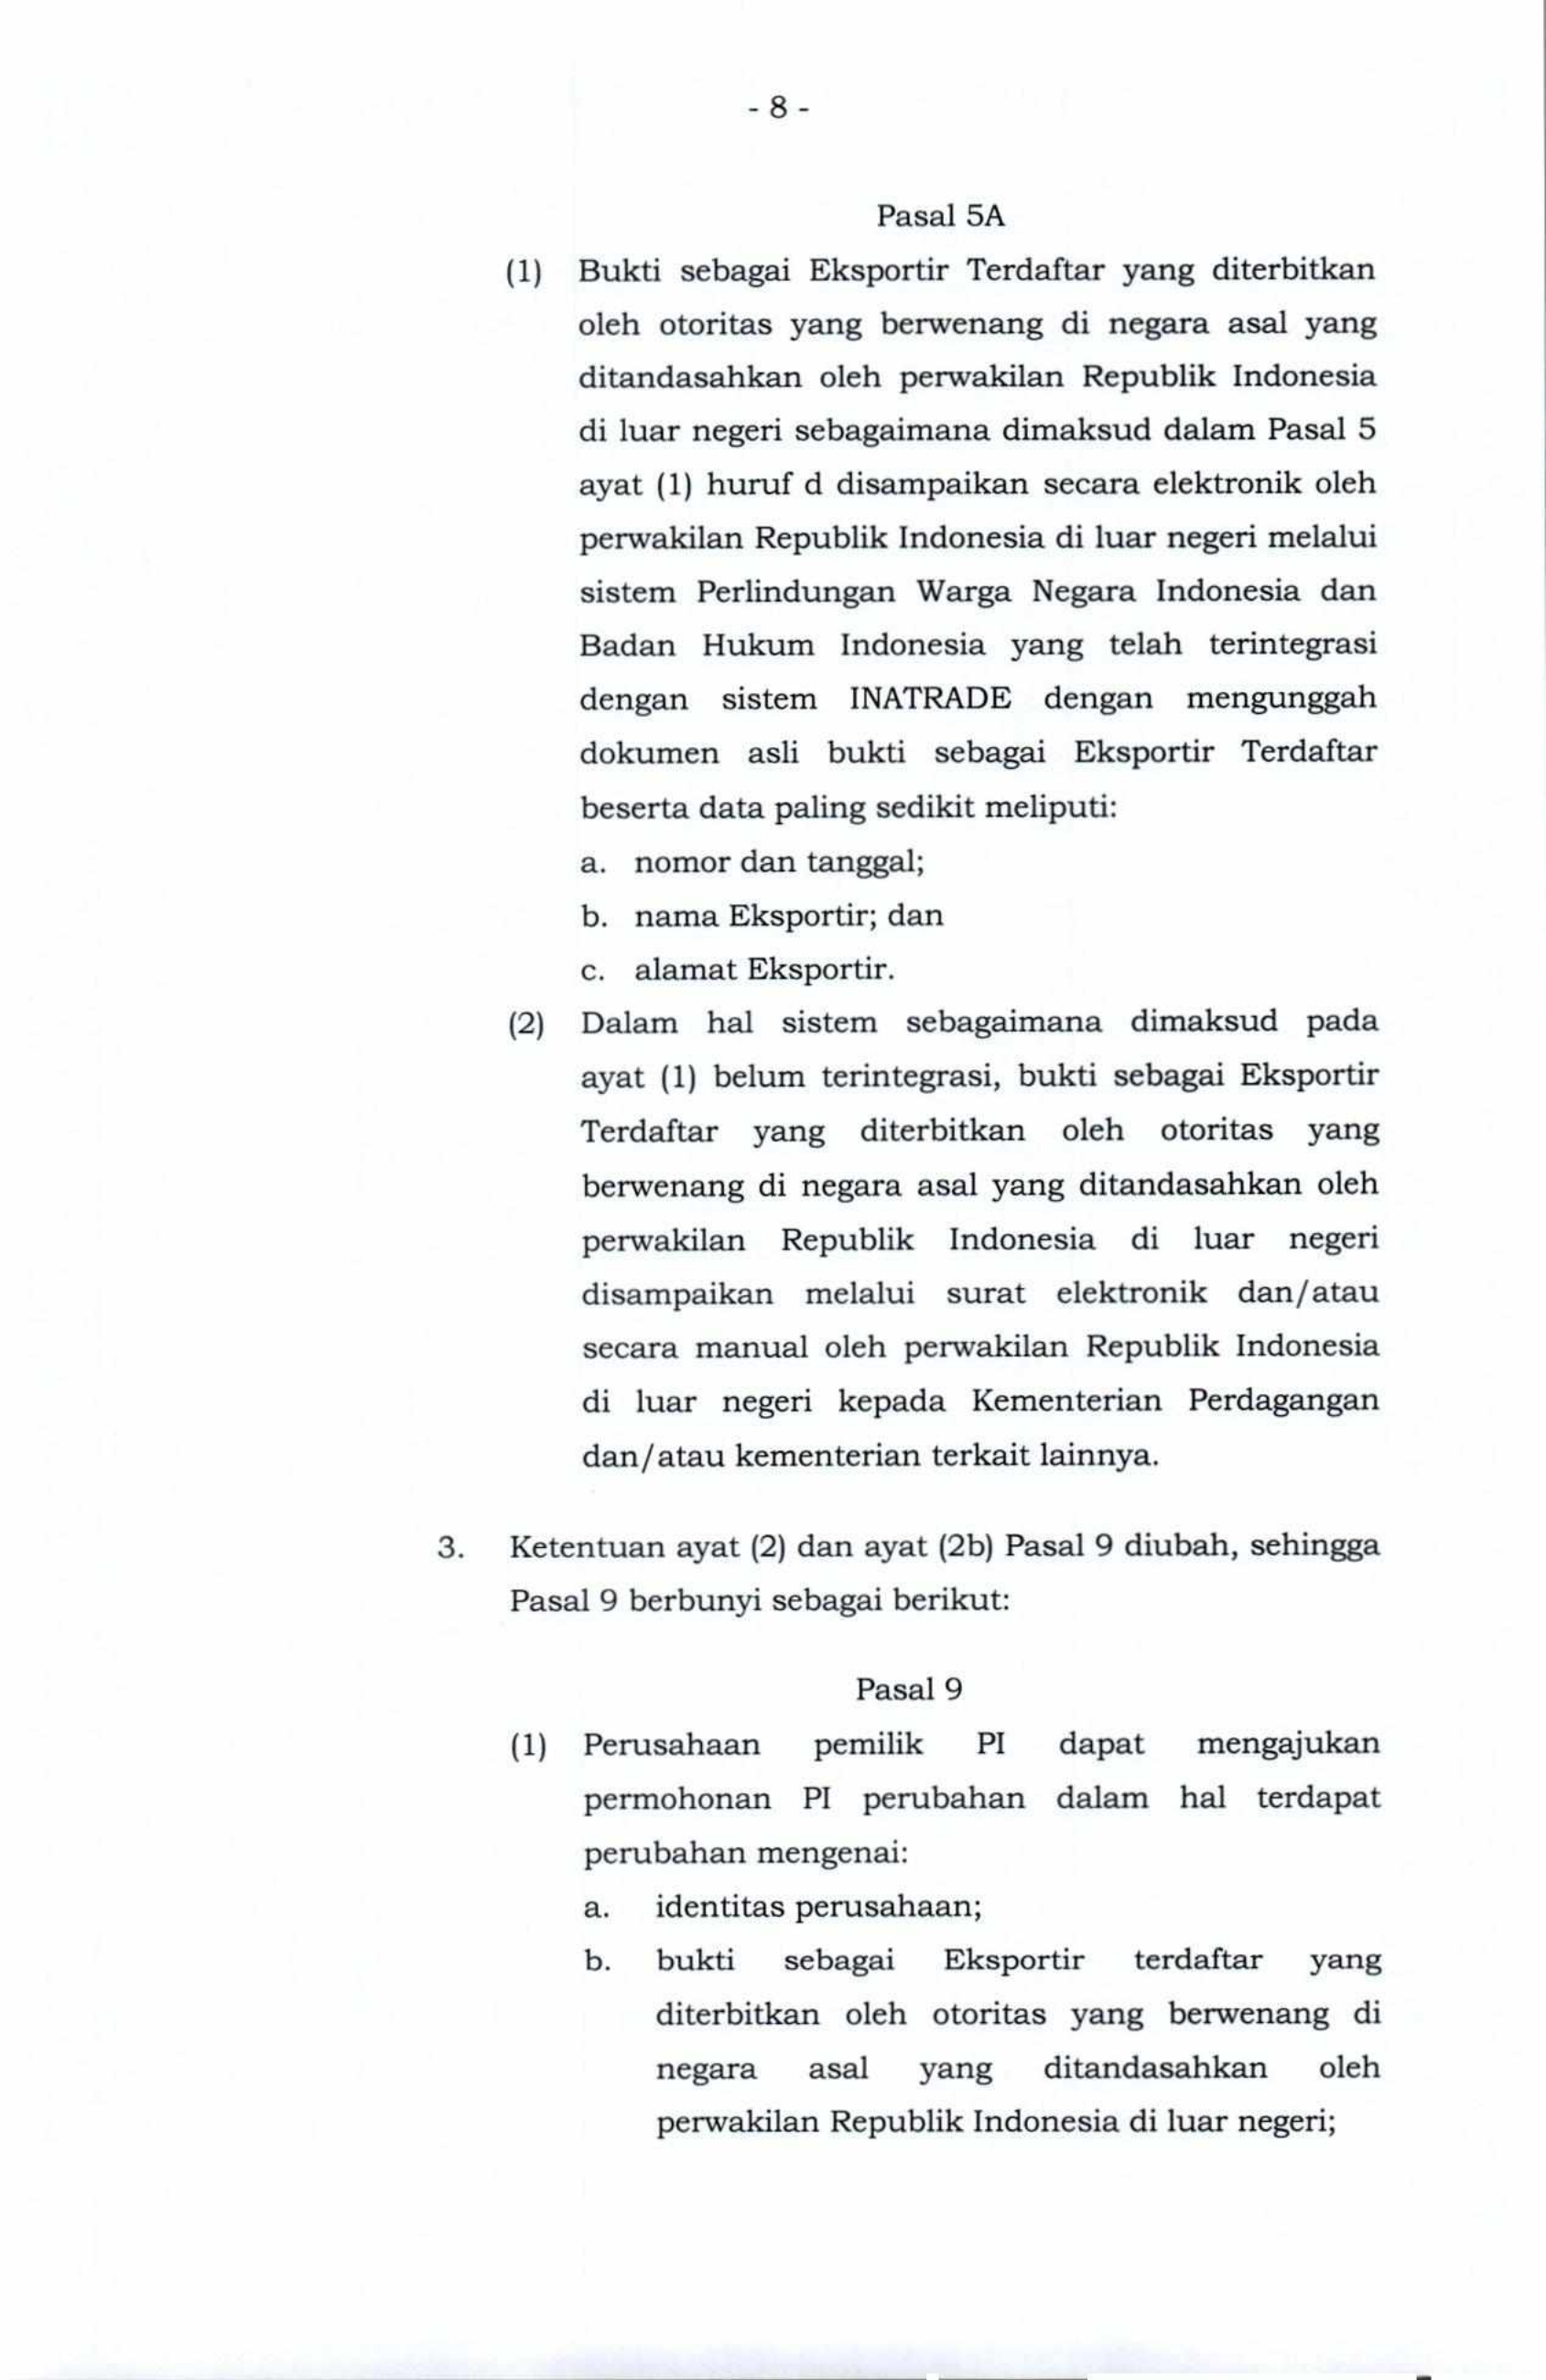 - 8 -
Pasal 5A
(1) Bukti sebagai Eksportir Terdaftar yang diterbitkan
oleh otoritas yang berwenang di negara asal yang
ditandasahkan oleh perwakilan Republik Indonesia
di luar negeri sebagaimana dimaksud dalam Pasal 5
ayat (1) huruf d disampaikan secara elektronik oleh
perwakilan Republik Indonesia di luar negeri melalui
sistem Perlindungan Warga Negara Indonesia dan
Badan Hukum Indonesia yang telah terintegrasi
dengan sistem INATRADE dengan mengunggah
dokumen asli bukti sebagai Eksportir Terdaftar
beserta data paling sedikit meliputi:
a. nomor dan tanggal;
b. nama Eksportir; dan
c. alamat Eksportir.
(2) Dalam hal sistem sebagaimana dimaksud pada
ayat (1) belum terintegrasi, bukti sebagai Eksportir
Terdaftar yang diterbitkan oleh otoritas yang
berwenang di negara asal yang ditandasahkan oleh
perwakilan Republik Indonesia di luar negeri
disampaikan melalui surat elektronik dan/atau
secara manual oleh perwakilan Republik Indonesia
di luar negeri kepada Kementerian Perdagangan
dan/atau kementerian terkait lainnya.
3. Ketentuan ayat (2) dan ayat (2b) Pasal 9 diubah, sehingga
Pasal 9 berbunyi sebagai berikut:
Pasal 9
(1) Perusahaan pemilik PI dapat mengajukan
permohonan PI perubahan dalam hal terdapat
perubahan mengenai:
a. identitas perusahaan;
b. bukti sebagai Eksportir terdaftar yang
diterbitkan oleh otoritas yang berwenang di
negara asal yang ditandasahkan oleh
perwakilan Republik Indonesia di luar negeri;